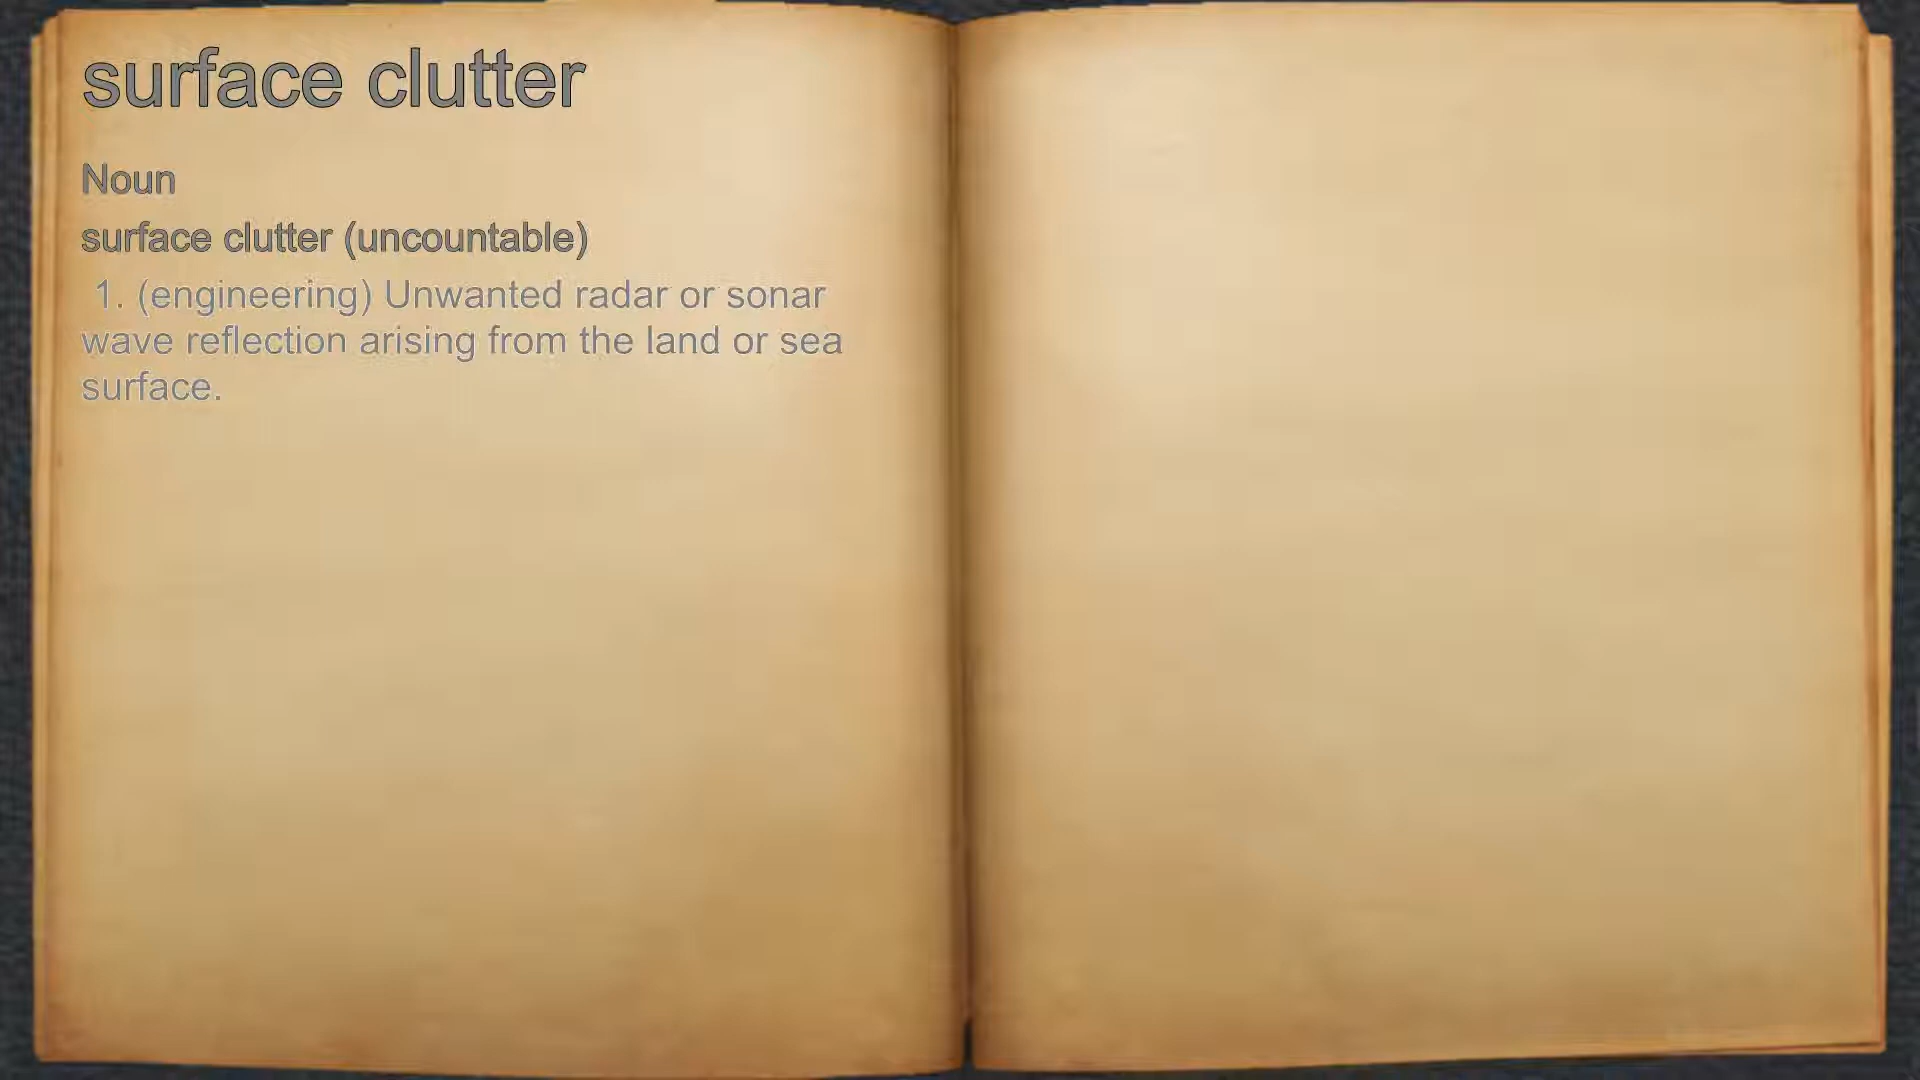 surface clutter
Noun
surface clutter (uncountable)
1. (engineering) Unwanted radar or sonar
wave reflection arising from the land or sea
surface.